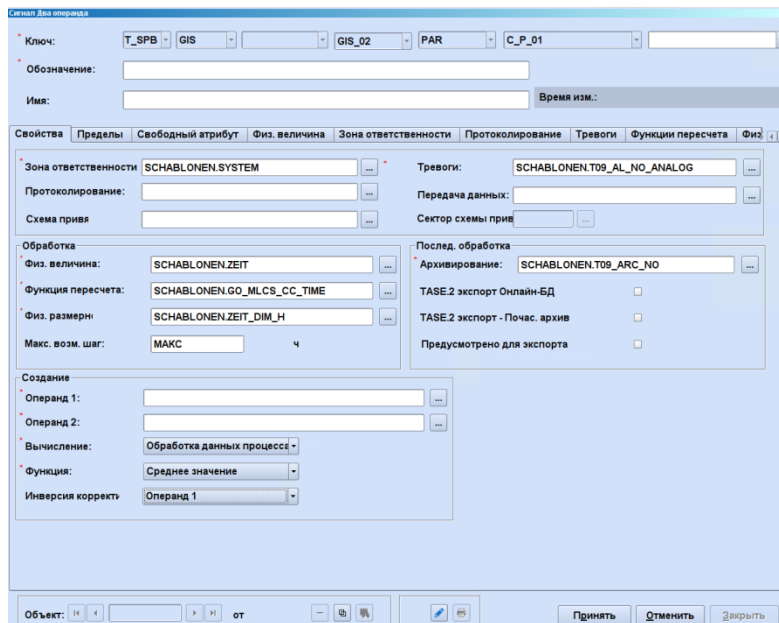 Сигнал Два операнда
* Ключ: T_SPB GIS GIS_02 PAR C_P_01
* Обозначение:
Имя: Время изм.:
Свойства Пределы Свободный атрибут Физ. величина Зона ответственности Протоколирование Тревоги Функции пересчета Физ
* Зона ответственности SCHABLONEN.SYSTEM ... * Тревоги: SCHABLONEN.T09_AL_NO_ANALOG ...
Протоколирование: ... Передача данных: ...
Схема привя ... Сектор схемы прив ...
Обработка Послед. обработка
* Физ. величина: SCHABLONEN.ZEIT ... * Архивирование: SCHABLONEN.T09_ARC_NO ...
* Функция пересчета: SCHABLONEN.GO_MLCS_CC_TIME ... TASE.2 экспорт Онлайн-БД
* Физ. размерно SCHABLONEN.ZEIT_DIM_H ... TASE.2 экспорт - Почас. архив
Макс. возм. шаг: МАКС ч Предусмотрено для экспорта
Создание
* Операнд 1: ...
* Операнд 2: ...
* Вычисление: Обработка данных процесса
* Функция: Среднее значение
Инверсия корректи Операнд 1
Объект: от Принять Отменить Закрыть